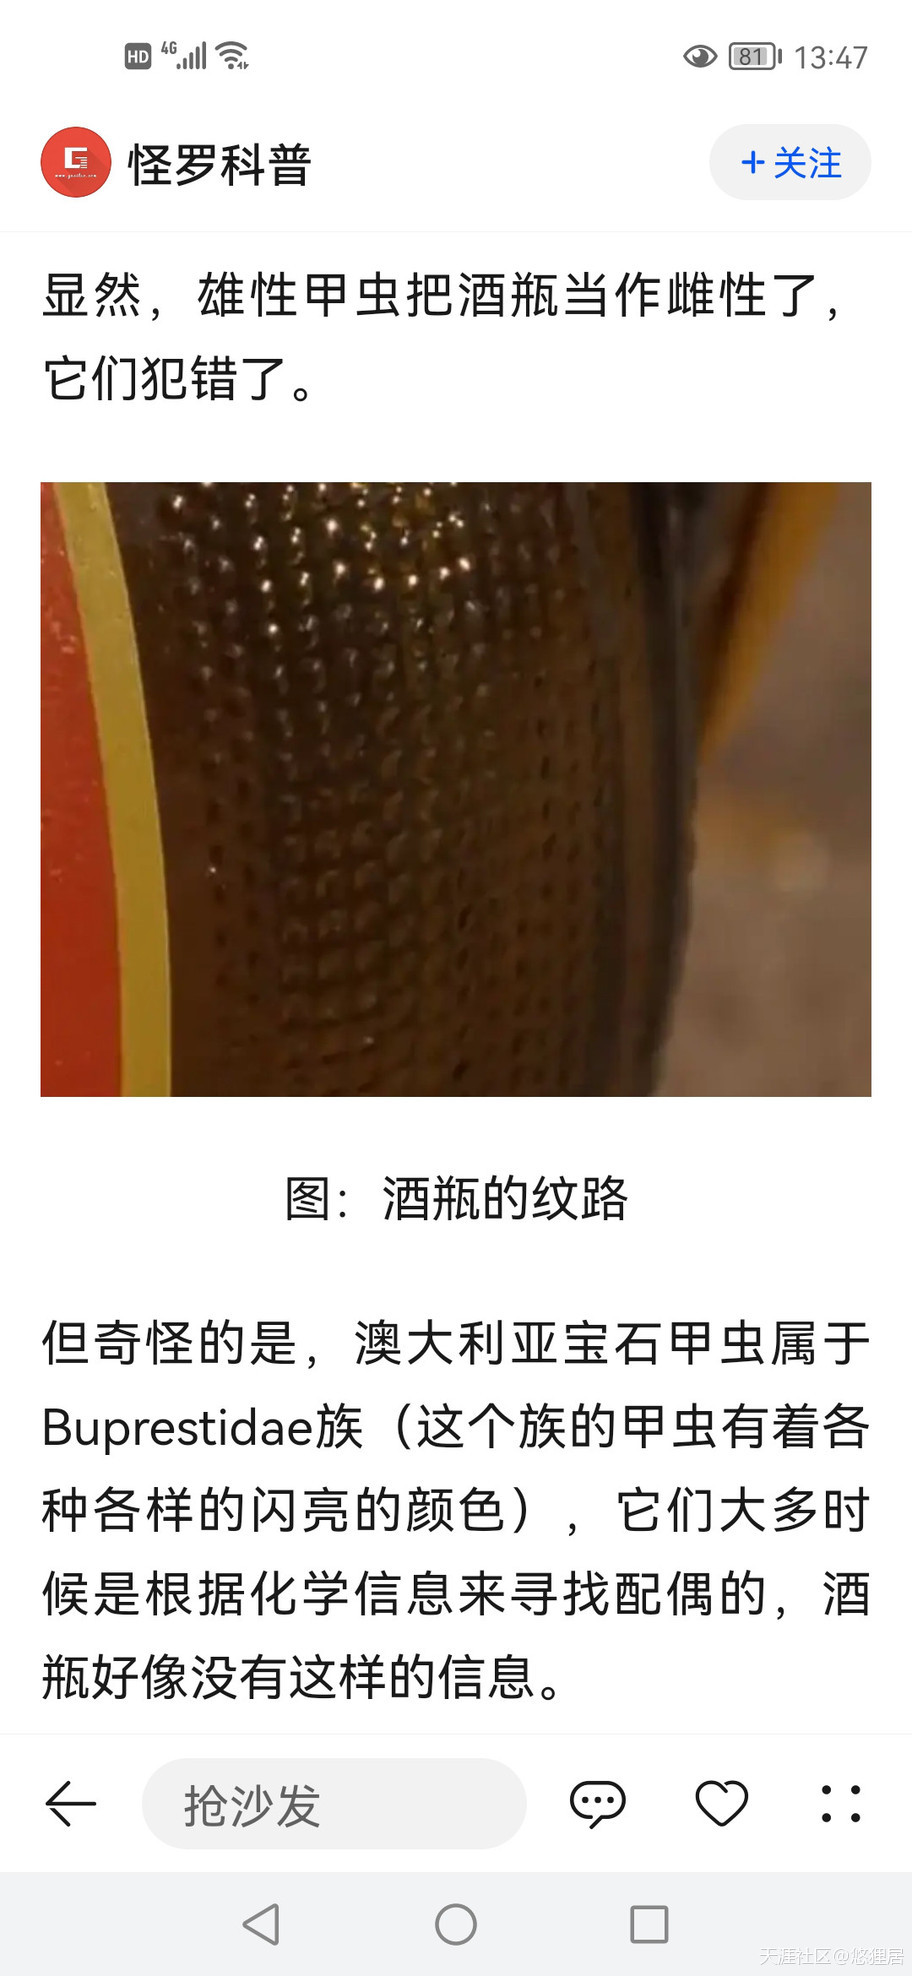 HD 4G 81 13:47
怪罗科普
+关注
显然，雄性甲虫把酒瓶当作雌性了，
它们犯错了。
图：酒瓶的纹路
但奇怪的是，澳大利亚宝石甲虫属于
Buprestidae族（这个族的甲虫有着各
种各样的闪亮的颜色），它们大多时
候是根据化学信息来寻找配偶的，酒
瓶好像没有这样的信息。
抢沙发
天涯社区@悠狸居